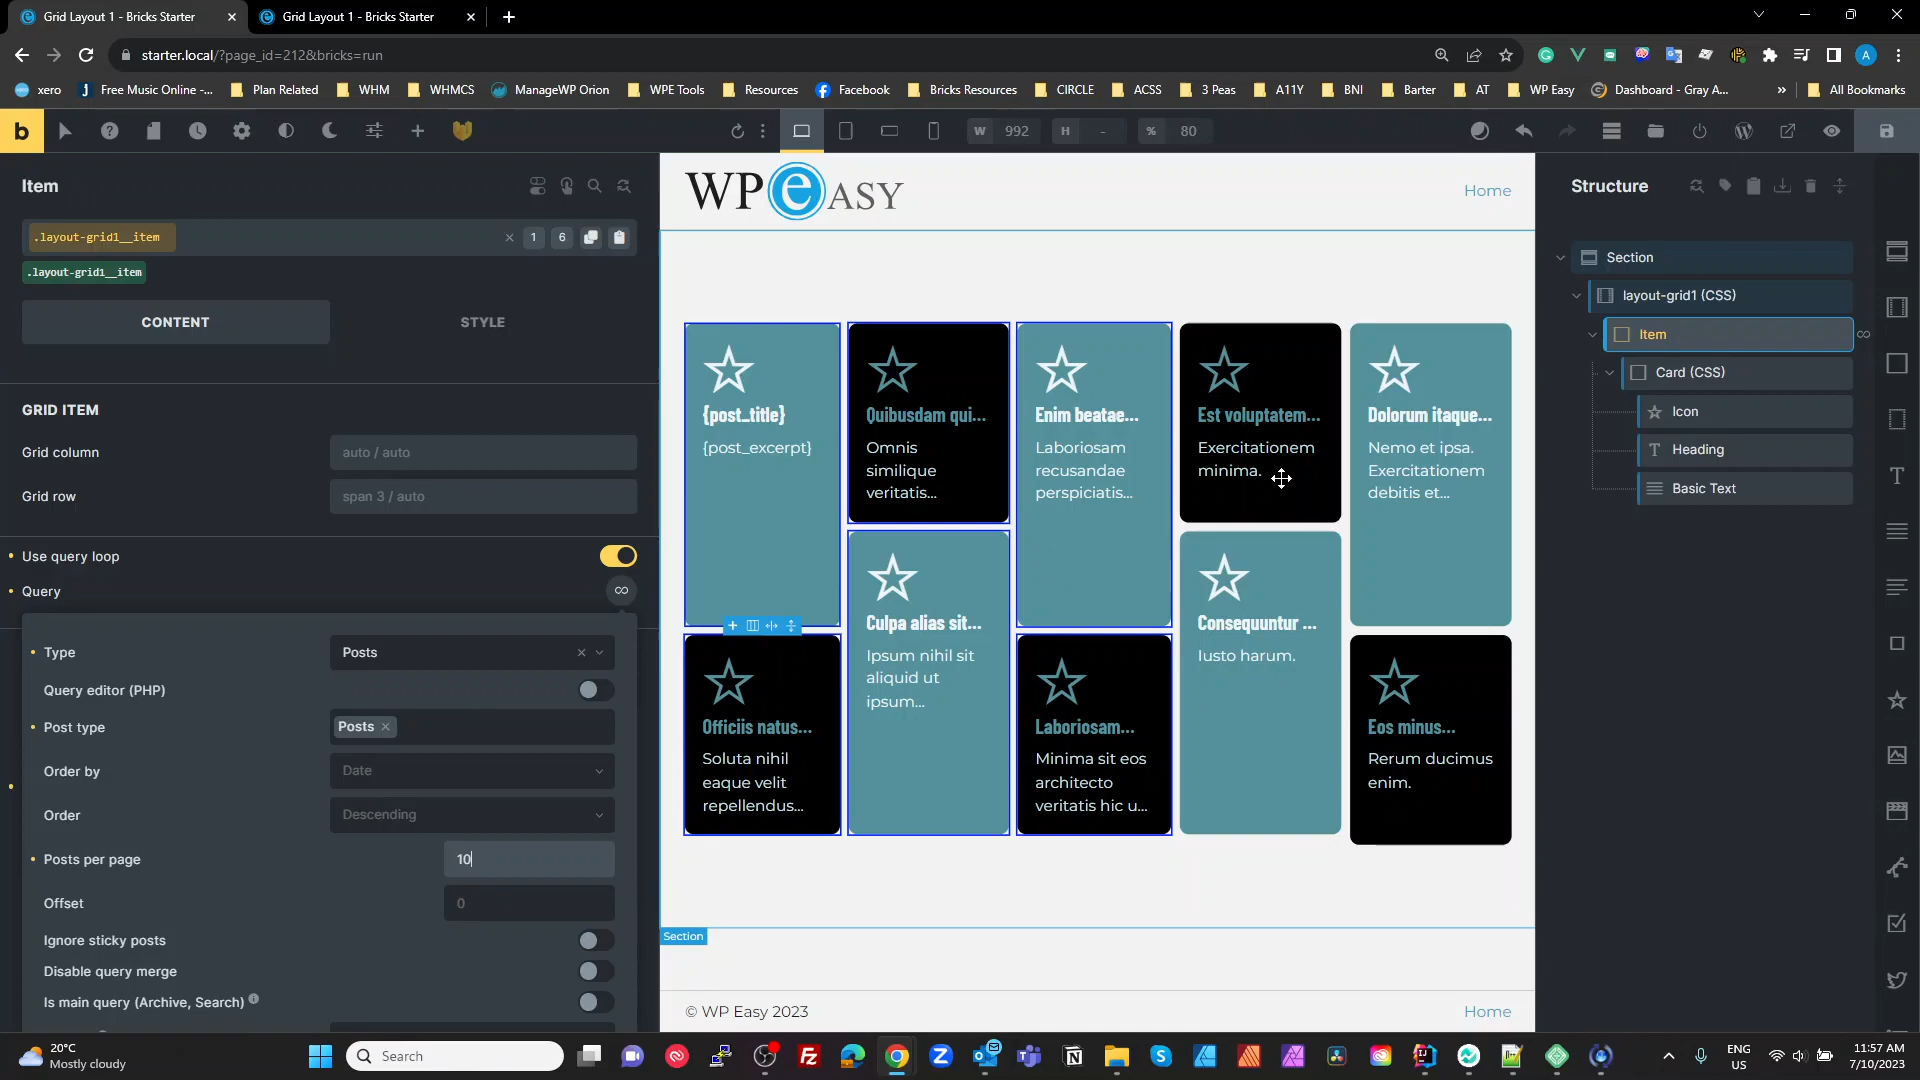 Grid Layout 1 - Bricks Starter
Grid Layout 1 - Bricks Starter
starter.local/?page_id=212&bricks=run
xero
Free Music Online -...
Plan Related
WHM
WHMCS
ManageWP Orion
WPE Tools
Resources
Facebook
Bricks Resources
CIRCLE
ACSS
3 Peas
A11Y
BNI
Barter
AT
WP Easy
Dashboard - Gray A...
All Bookmarks
b
W 992
H -
% 80
Item
.layout-grid1__item
1
6
.layout-grid1__item
CONTENT
STYLE
GRID ITEM
Grid column
auto / auto
Grid row
span 3 / auto
Use query loop
Query
Type
Posts
Query editor (PHP)
Post type
Posts
Order by
Date
Order
Descending
Posts per page
10
Offset
0
Ignore sticky posts
Disable query merge
Is main query (Archive, Search)
WP eASY
Home
{post_title}
{post_excerpt}
Quibusdam qui...
Omnis
similique
veritatis...
Enim beatae...
Laboriosam
recusandae
perspiciatis...
Est voluptatem...
Exercitationem
minima.
Dolorum itaque...
Nemo et ipsa.
Exercitationem
debitis et...
Officiis natus...
Soluta nihil
eaque velit
repellendus...
Culpa alias sit...
Ipsum nihil sit
aliquid ut
ipsum...
Laboriosam...
Minima sit eos
architecto
veritatis hic u...
Consequuntur ...
Iusto harum.
Eos minus...
Rerum ducimus
enim.
Section
© WP Easy 2023
Home
Structure
Section
layout-grid1 (CSS)
Item
Card (CSS)
Icon
Heading
Basic Text
20°C
Mostly cloudy
Search
ENG
US
11:57 AM
7/10/2023